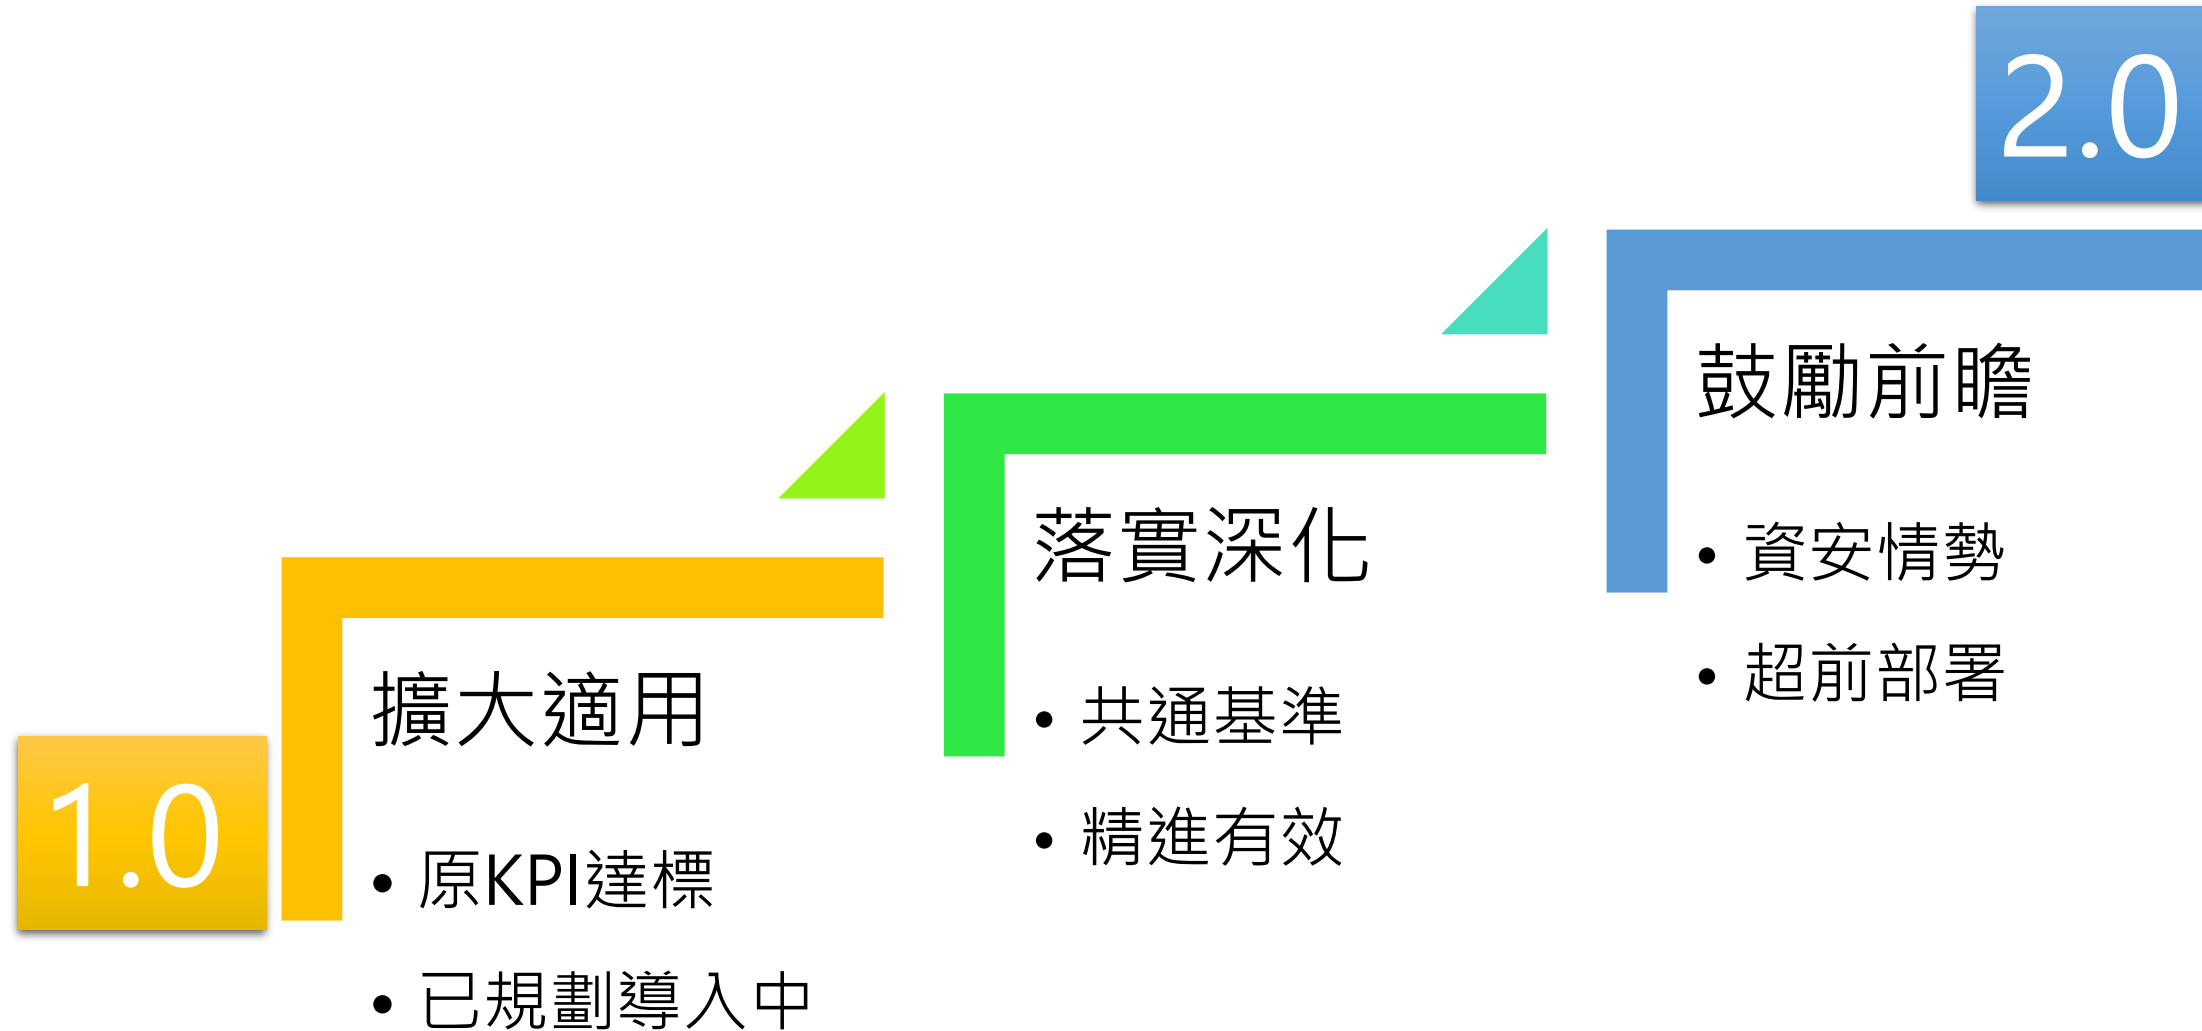 1.0
擴大適用
• 原KPI達標
• 已規劃導入中
落實深化
• 共通基準
• 精進有效
2.0
鼓勵前瞻
• 資安情勢
• 超前部署